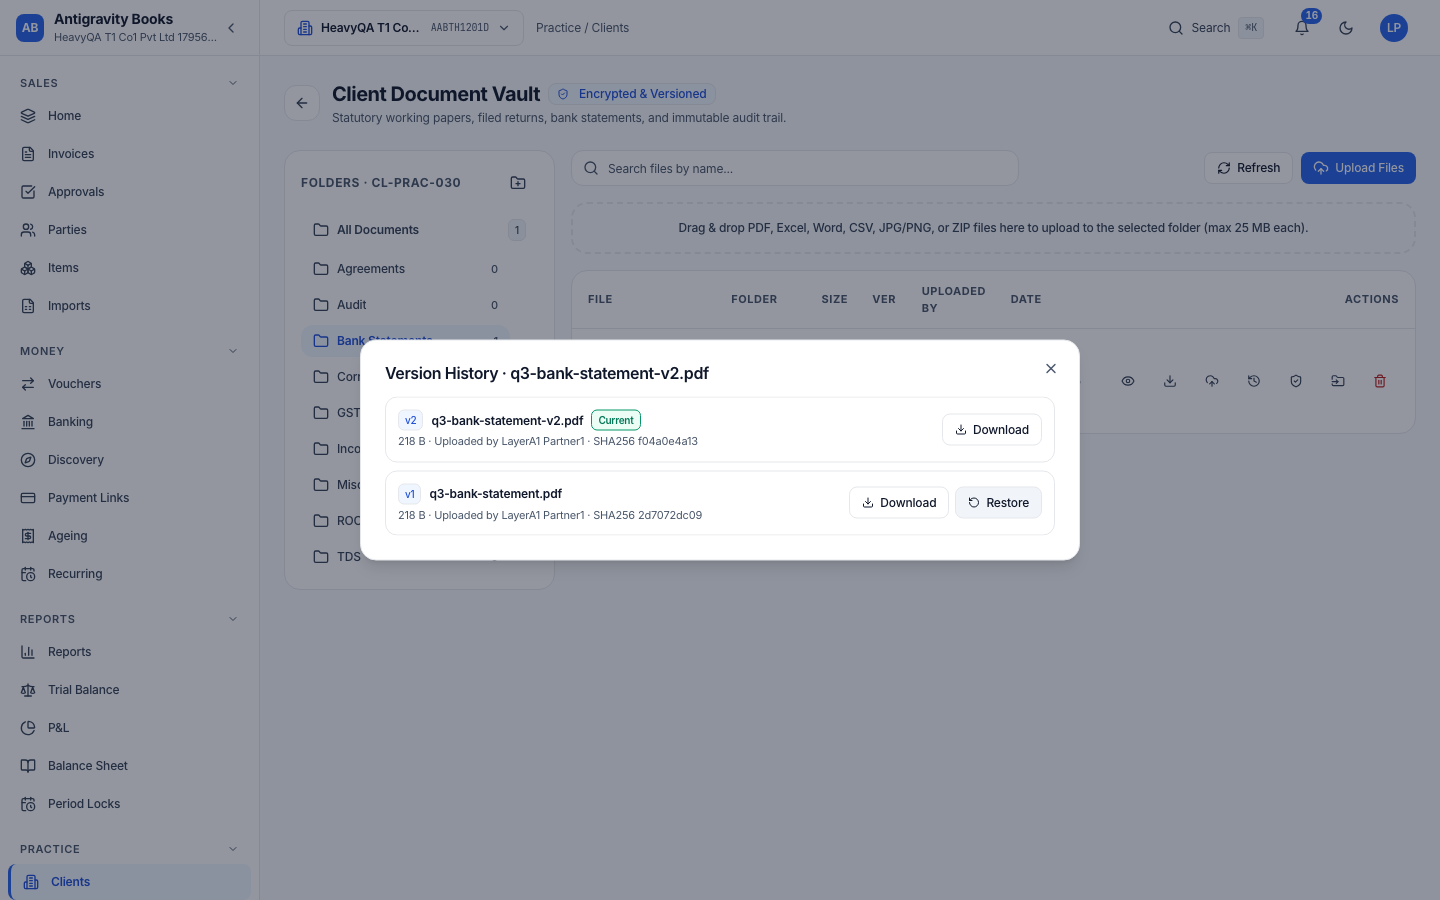 AB
Antigravity Books
HeavyQA T1 Co1 Pvt Ltd 17956...
HeavyQA T1 Co... AABTH1201D
Practice / Clients
Search ⌘K
16
LP
SALES
Home
Invoices
Approvals
Parties
Items
Imports
MONEY
Vouchers
Banking
Discovery
Payment Links
Ageing
Recurring
REPORTS
Reports
Trial Balance
P&L
Balance Sheet
Period Locks
PRACTICE
Clients
Client Document Vault
Encrypted & Versioned
Statutory working papers, filed returns, bank statements, and immutable audit trail.
FOLDERS · CL-PRAC-030
All Documents 1
Agreements 0
Audit 0
Bank Statements
GST
TDS
Search files by name...
Refresh
Upload Files
Drag & drop PDF, Excel, Word, CSV, JPG/PNG, or ZIP files here to upload to the selected folder (max 25 MB each).
FILE FOLDER SIZE VER UPLOADED BY DATE ACTIONS
Version History · q3-bank-statement-v2.pdf
v2 q3-bank-statement-v2.pdf Current
218 B · Uploaded by LayerA1 Partner1 · SHA256 f04a0e4a13
Download
v1 q3-bank-statement.pdf
218 B · Uploaded by LayerA1 Partner1 · SHA256 2d7072dc09
Download
Restore